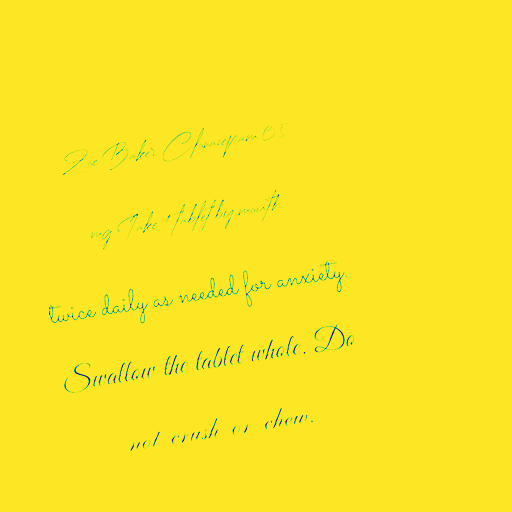 Zoe Baker Clonazepam 0.5
mg Take 1 tablet by mouth
twice daily as needed for anxiety.
Swallow the tablet whole. Do
not crush or chew.